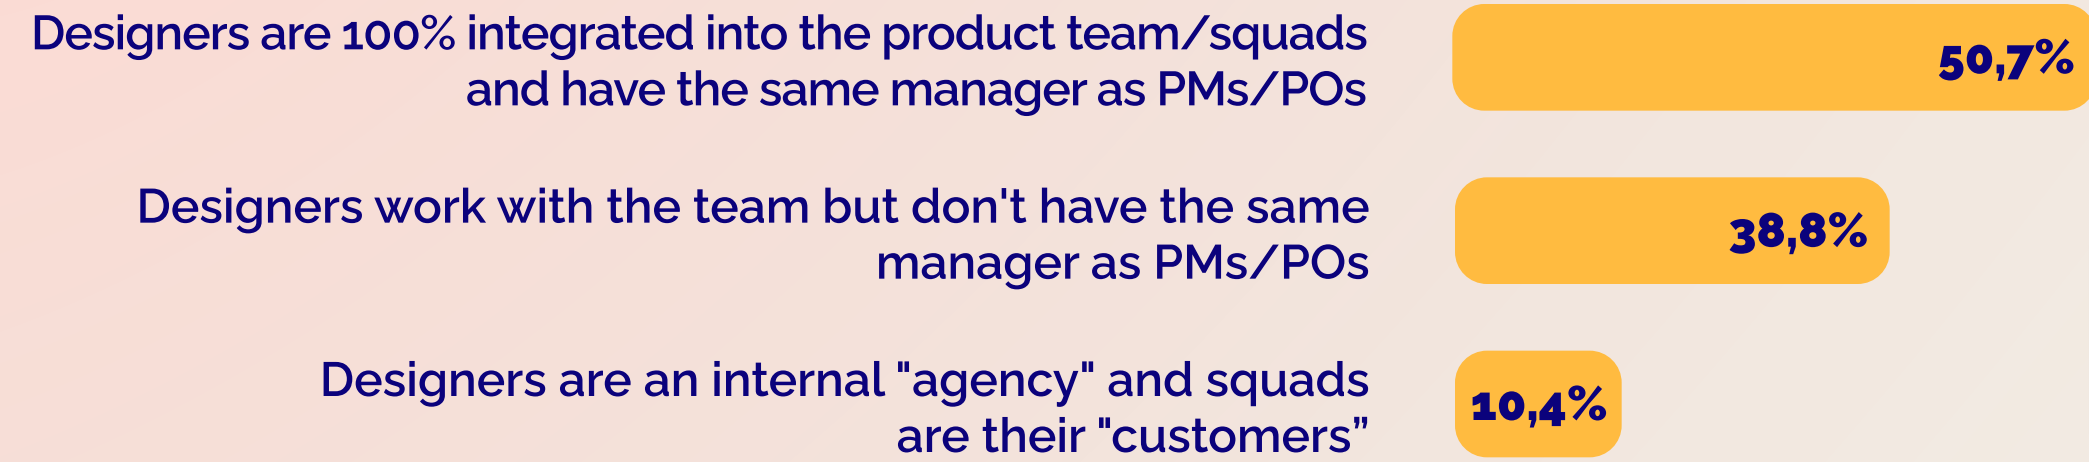 Designers are 100% integrated into the product team/squads
and have the same manager as PMs/POs
50,7%
Designers work with the team but don't have the same
manager as PMs/POs
38,8%
Designers are an internal "agency" and squads
are their "customers”
10,4%